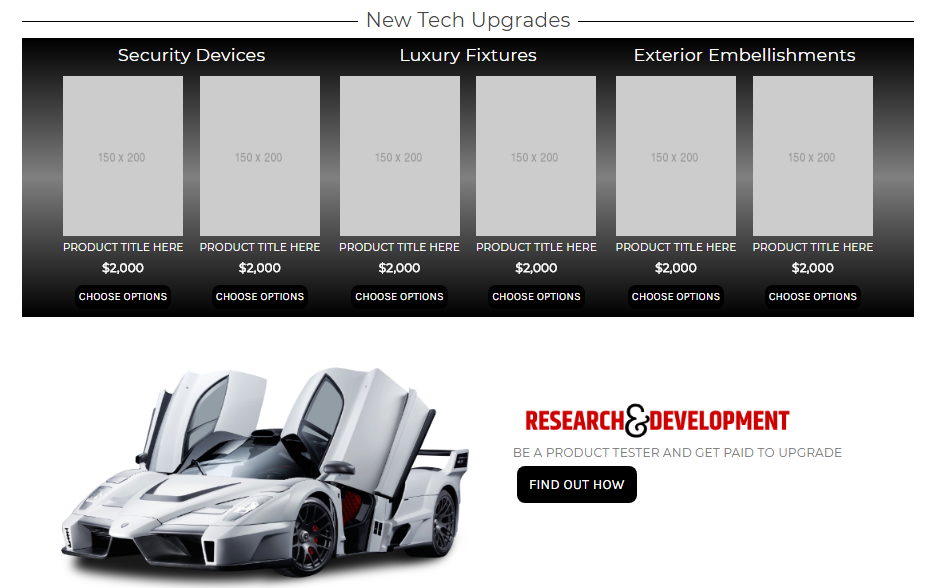 New Tech Upgrades
Security Devices Luxury Fixtures Exterior Embellishments
150 x 200 150 x 200 150 x 200 150 x 200 150 x 200 150 x 200
PRODUCT TITLE HERE PRODUCT TITLE HERE PRODUCT TITLE HERE PRODUCT TITLE HERE PRODUCT TITLE HERE PRODUCT TITLE HERE
$2,000 $2,000 $2,000 $2,000 $2,000 $2,000
CHOOSE OPTIONS CHOOSE OPTIONS CHOOSE OPTIONS CHOOSE OPTIONS CHOOSE OPTIONS CHOOSE OPTIONS
RESEARCH&DEVELOPMENT
BE A PRODUCT TESTER AND GET PAID TO UPGRADE
FIND OUT HOW